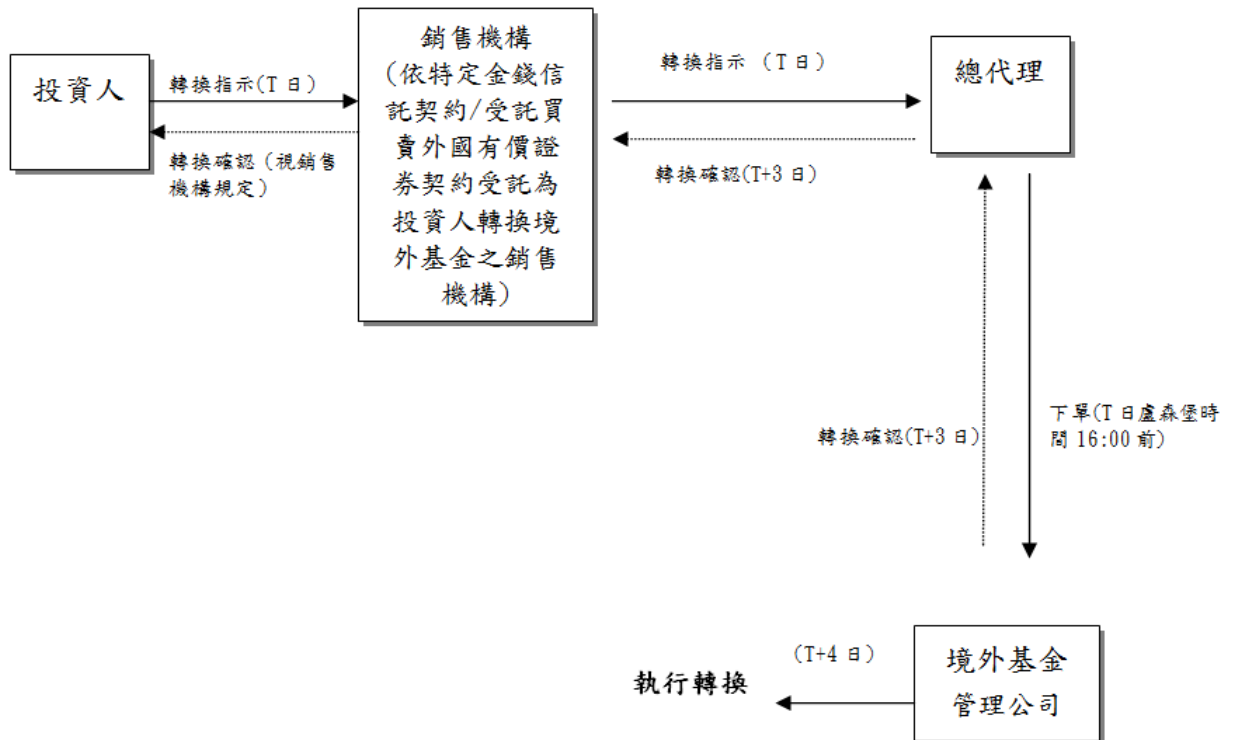 投資人
轉換指示(T 日)
轉換確認 (視銷售
機構規定)
銷售機構
(依特定金錢信
託契約/受託買
賣外國有價證
券契約受託為
投資人轉換境
外基金之銷售
機構)
轉換指示 (T 日)
轉換確認(T+3 日)
總代理
轉換確認(T+3 日)
下單(T 日盧森堡時
間 16:00 前)
(T+4 日)
執行轉換
境外基金
管理公司